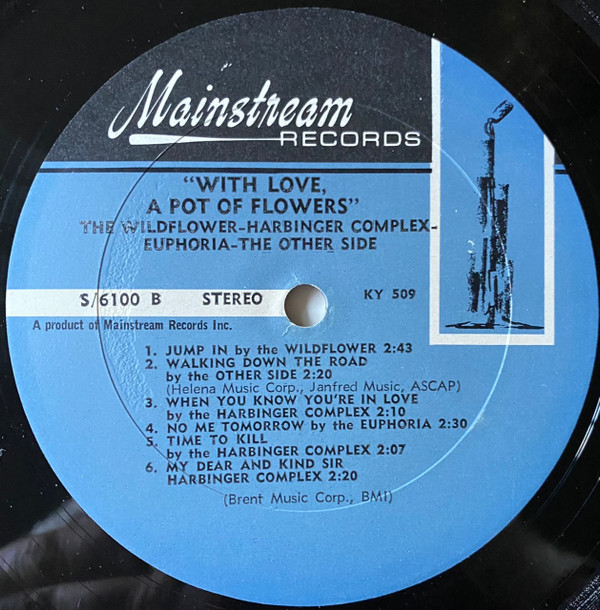 Mainstream
RECORDS
"WITH LOVE,
A POT OF FLOWERS"
THE WILDFLOWER-HARBINGER COMPLEX-
EUPHORIA-THE OTHER SIDE
S/6100 B STEREO KY 509
A product of Mainstream Records Inc.
1. JUMP IN by the WILDFLOWER 2:43
2. WALKING DOWN THE ROAD
by the OTHER SIDE 2:20
(Helena Music Corp., Janfred Music, ASCAP)
3. WHEN YOU KNOW YOU'RE IN LOVE
by the HARBINGER COMPLEX 2:10
4. NO ME TOMORROW by the EUPHORIA 2:30
5. TIME TO KILL
by the HARBINGER COMPLEX 2:07
6. MY DEAR AND KIND SIR
HARBINGER COMPLEX 2:20
(Brent Music Corp., BMI)